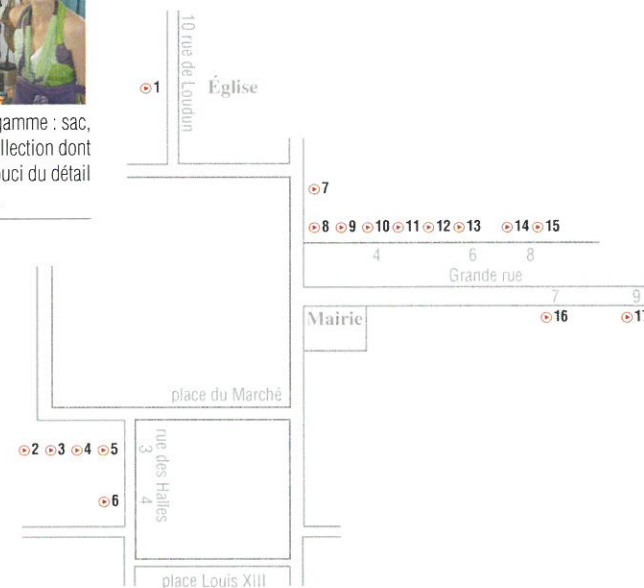 gamme : sac,
llection dont
ouci du détail
10 rue de Loudun
1
Église
7
8 9 10 11 12 13 14 15
4 6 8
Grande rue
7 9
Mairie
16 17
place du Marché
2 3 4 5
rue des Halles
3 4
6
place Louis XIII